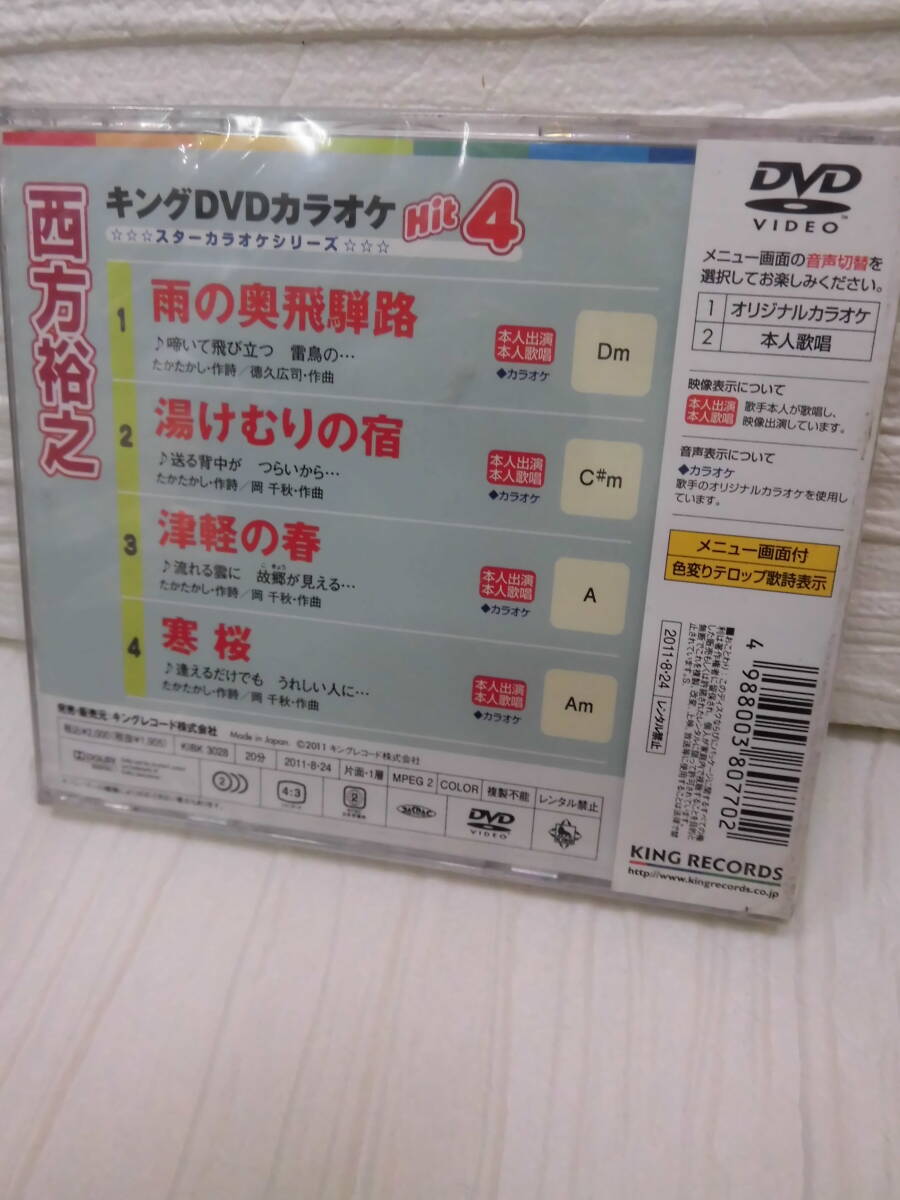 西方裕之
キングDVDカラオケ Hit 4
☆☆☆スターカラオケシリーズ☆☆☆
1 雨の奥飛騨路
♪啼いて飛び立つ 雷鳥の…
たかたかし・作詩/徳久広司・作曲
本人出演
本人歌唱
◆カラオケ
Dm
2 湯けむりの宿
♪送る背中が つらいから…
たかたかし・作詩/岡 千秋・作曲
本人出演
本人歌唱
◆カラオケ
C#m
3 津軽の春
♪流れる雲に 故郷が見える…
たかたかし・作詩/岡 千秋・作曲
本人出演
本人歌唱
◆カラオケ
A
4 寒桜
♪逢えるだけでも うれしい人に…
たかたかし・作詩/岡 千秋・作曲
本人出演
本人歌唱
◆カラオケ
Am
発売・販売元:キングレコード株式会社 Made in Japan. ©2011 キングレコード株式会社
税込¥2,000(税抜¥1,905) KIBK 3028 20分 2011・8・24 片面・1層 MPEG 2 COLOR 複製不能 レンタル禁止
DOLBY
2)))
4:3
2
DVD
VIDEO
DVD
VIDEO™
メニュー画面の音声切替を
選択してお楽しみください。
1 オリジナルカラオケ
2 本人歌唱
映像表示について
本人出演
本人歌唱
歌手本人が歌唱し、
映像出演しています。
音声表示について
◆カラオケ
歌手のオリジナルカラオケを使用し
ています。
メニュー画面付
色変りテロップ歌詩表示
2011・8・24 レンタル禁止
4 988003 807702
KING RECORDS
http://www.kingrecords.co.jp